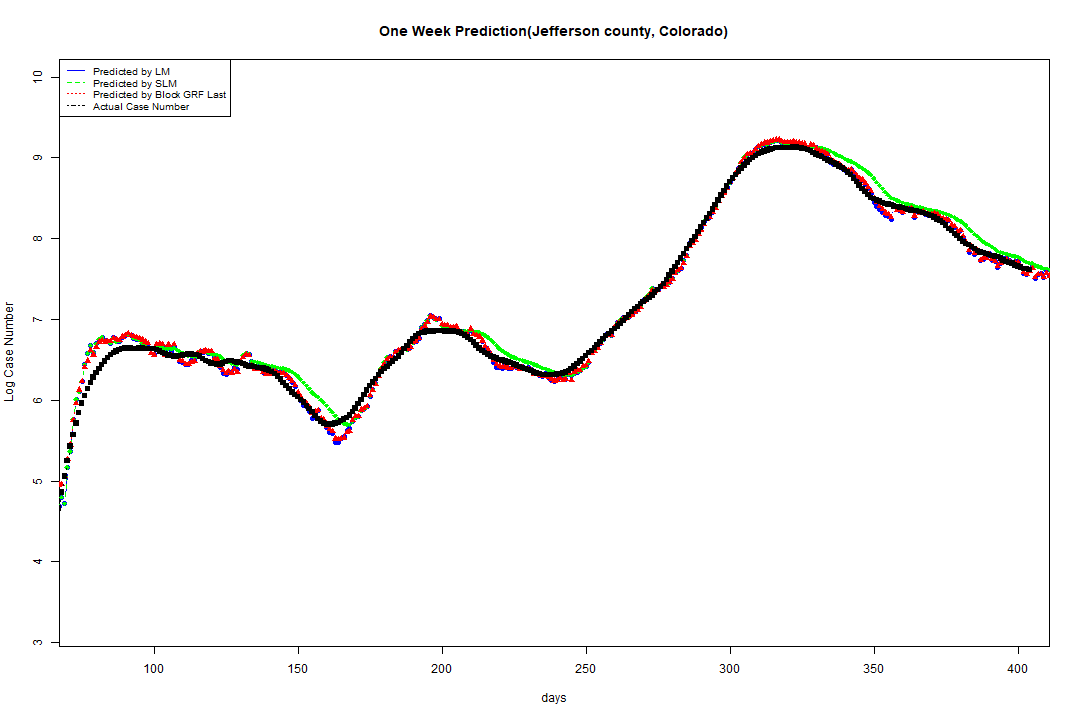 One Week Prediction(Jefferson county, Colorado)
Predicted by LM
Predicted by SLM
Predicted by Block GRF Last
Actual Case Number
10
9
8
7
6
5
4
3
Log Case Number
100 150 200 250 300 350 400
days